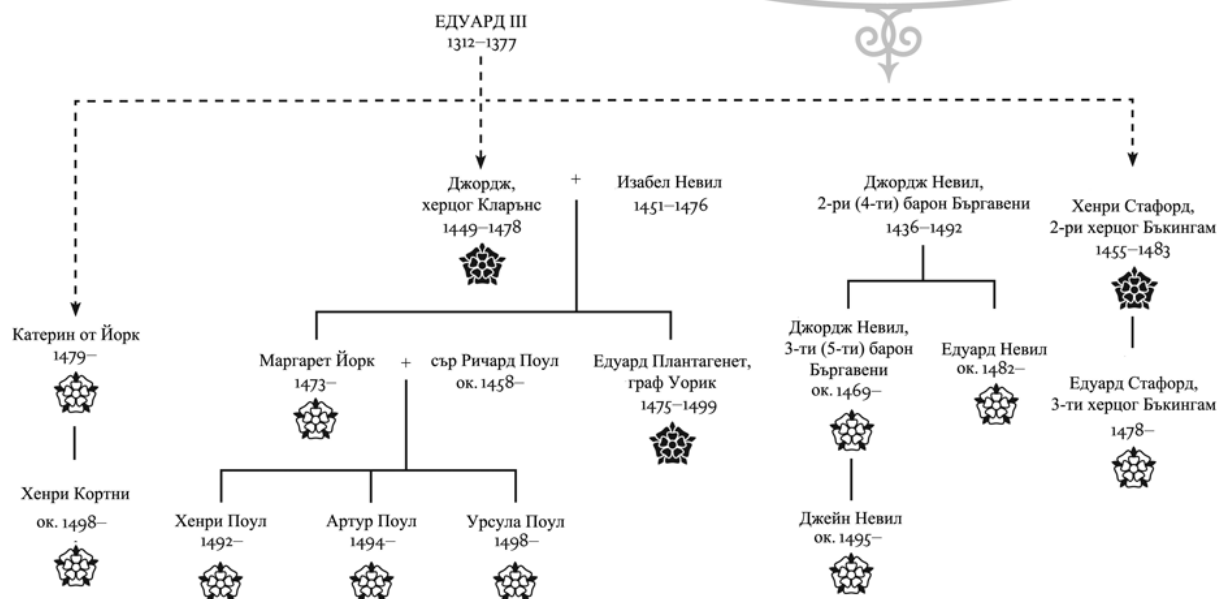 ЕДУАРД III
1312–1377
Джордж,
херцог Кларънс
1449–1478
+
Изабел Невил
1451–1476
Джордж Невил,
2-ри (4-ти) барон Бъргавени
1436–1492
Хенри Стафорд,
2-ри херцог Бъкингам
1455–1483
Катерин от Йорк
1479–
Маргарет Йорк
1473–
+
сър Ричард Поул
ок. 1458–
Едуард Плантагенет,
граф Уорик
1475–1499
Джордж Невил,
3-ти (5-ти) барон
Бъргавени
ок. 1469–
Едуард Невил
ок. 1482–
Едуард Стафорд,
3-ти херцог Бъкингам
1478–
Хенри Кортни
ок. 1498–
Хенри Поул
1492–
Артур Поул
1494–
Урсула Поул
1498–
Джейн Невил
ок. 1495–